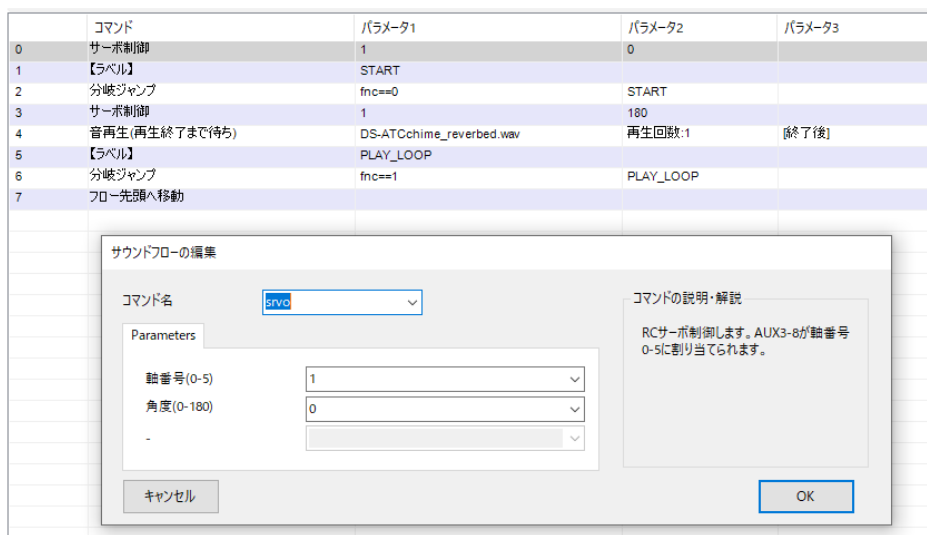 コマンド パラメータ1 パラメータ2 パラメータ3
0 サーボ制御 1 0
1 【ラベル】 START
2 分岐ジャンプ fnc==0 START
3 サーボ制御 1 180
4 音再生(再生終了まで待ち) DS-ATCchime_reverbed.wav 再生回数:1 [終了後]
5 【ラベル】 PLAY_LOOP
6 分岐ジャンプ fnc==1 PLAY_LOOP
7 フロー先頭へ移動
サウンドフローの編集
コマンド名 srvo
Parameters
軸番号(0-5) 1
角度(0-180) 0
-
コマンドの説明・解説
RCサーボ制御します。AUX3-8が軸番号
0-5に割り当てられます。
キャンセル OK